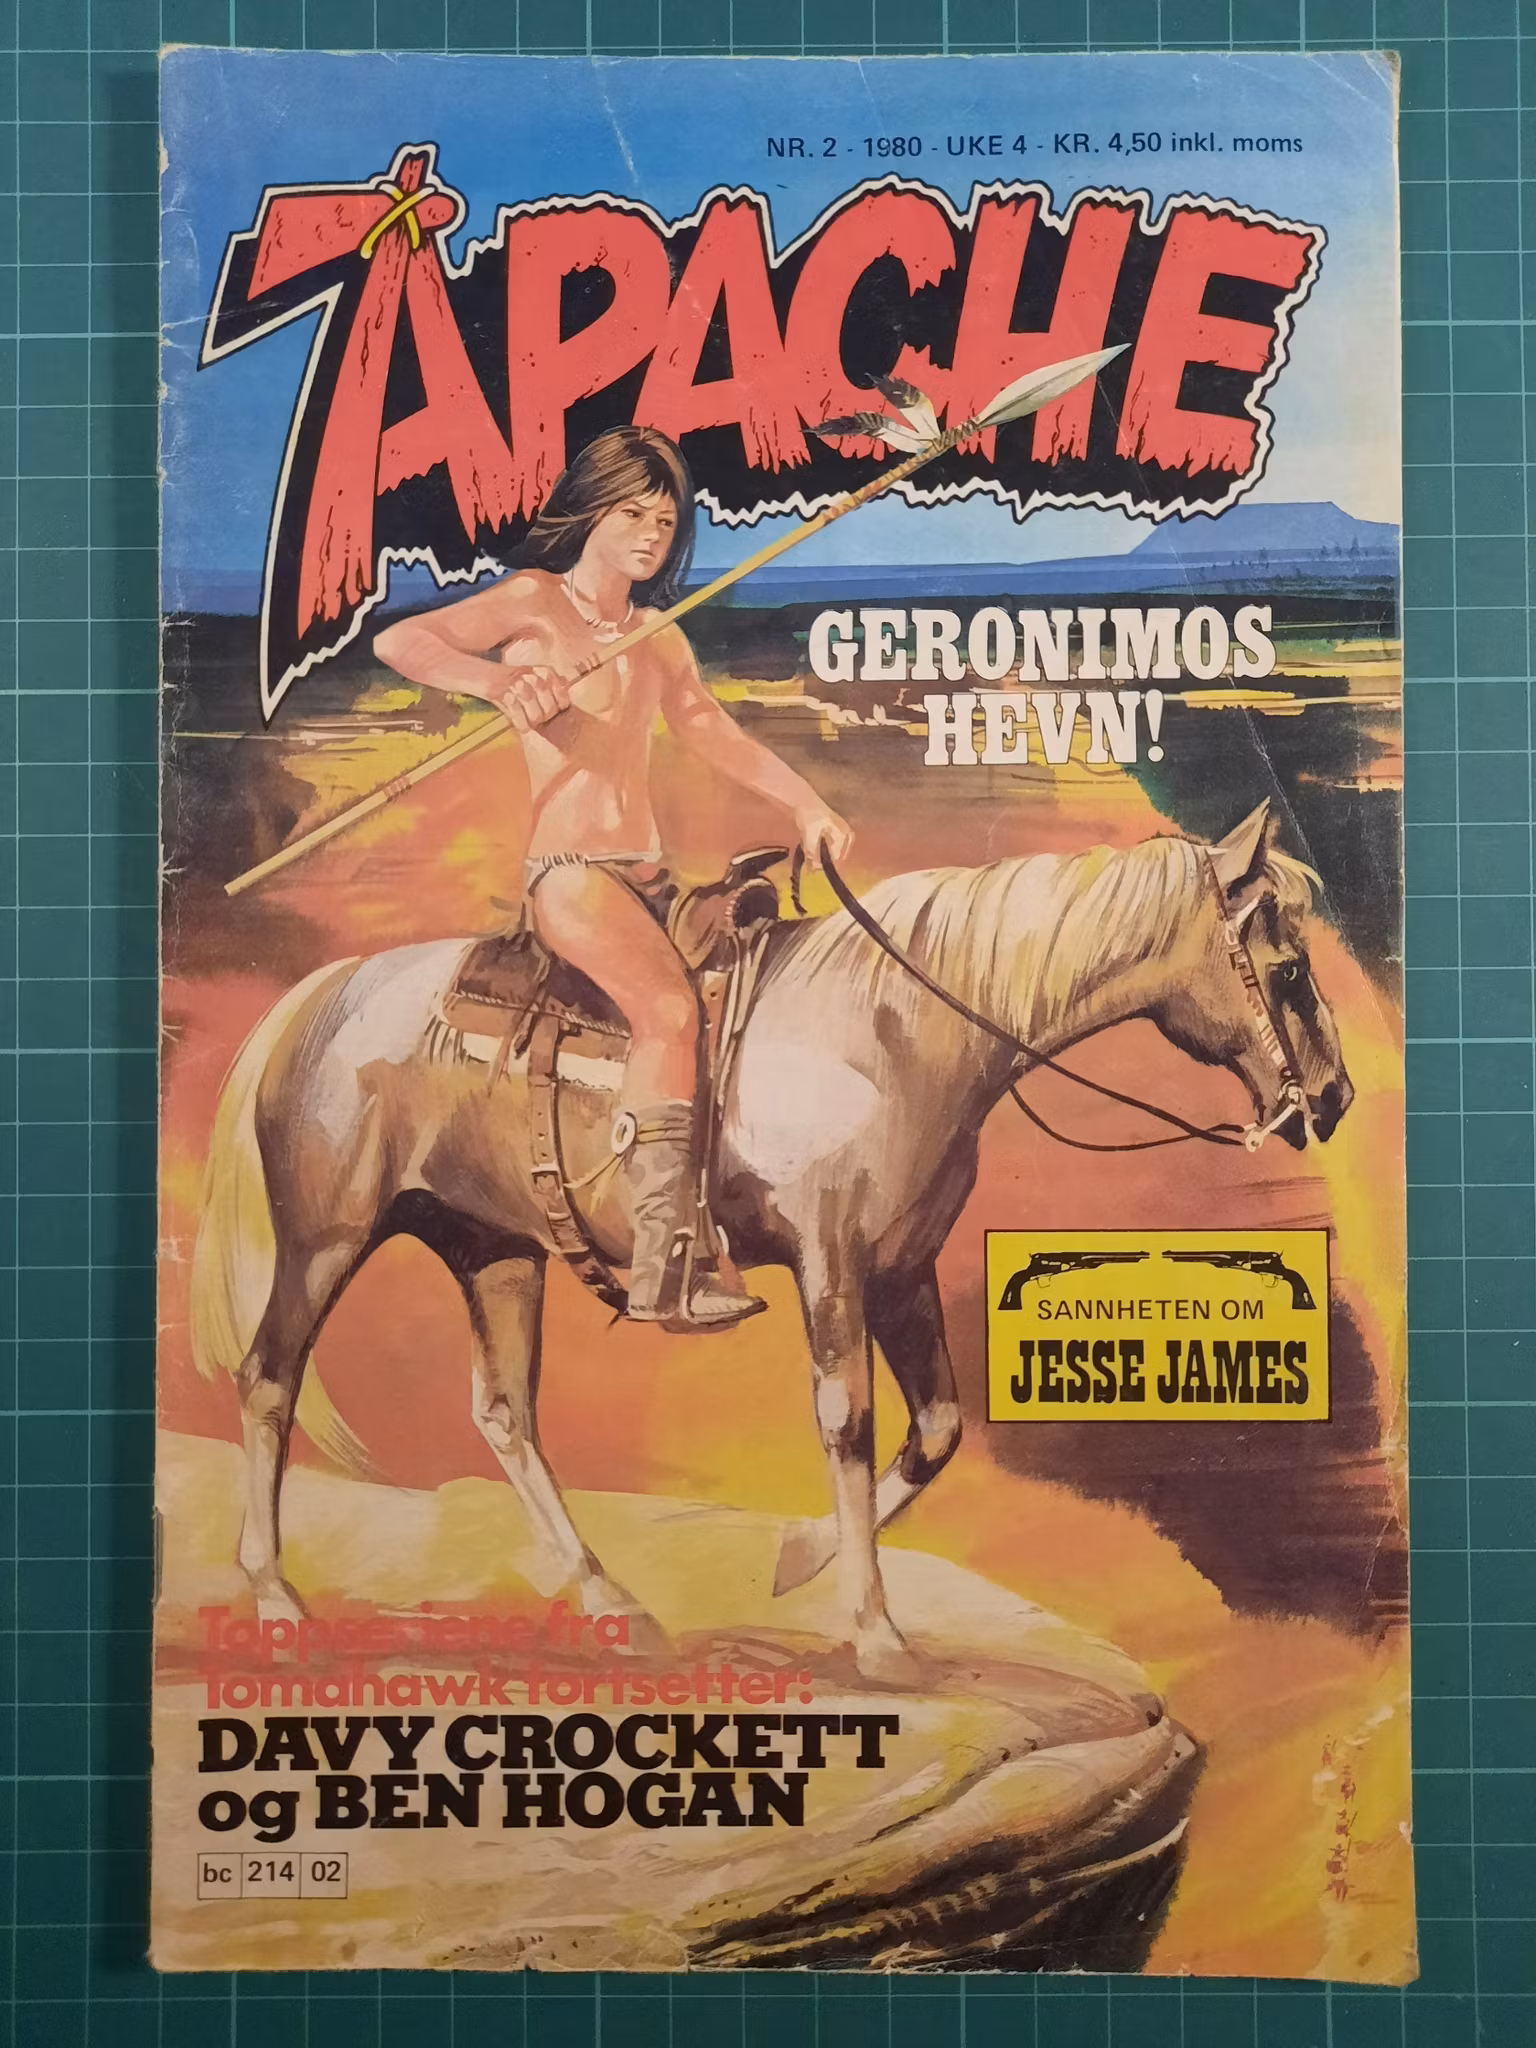 NR. 2 - 1980 - UKE 4 - KR. 4,50 inkl. moms
APACHE
GERONIMOS
HEVN!
SANNHETEN OM
JESSE JAMES
Toppseriene fra
Tomahawk fortsetter:
DAVY CROCKETT
og BEN HOGAN
bc 214 02